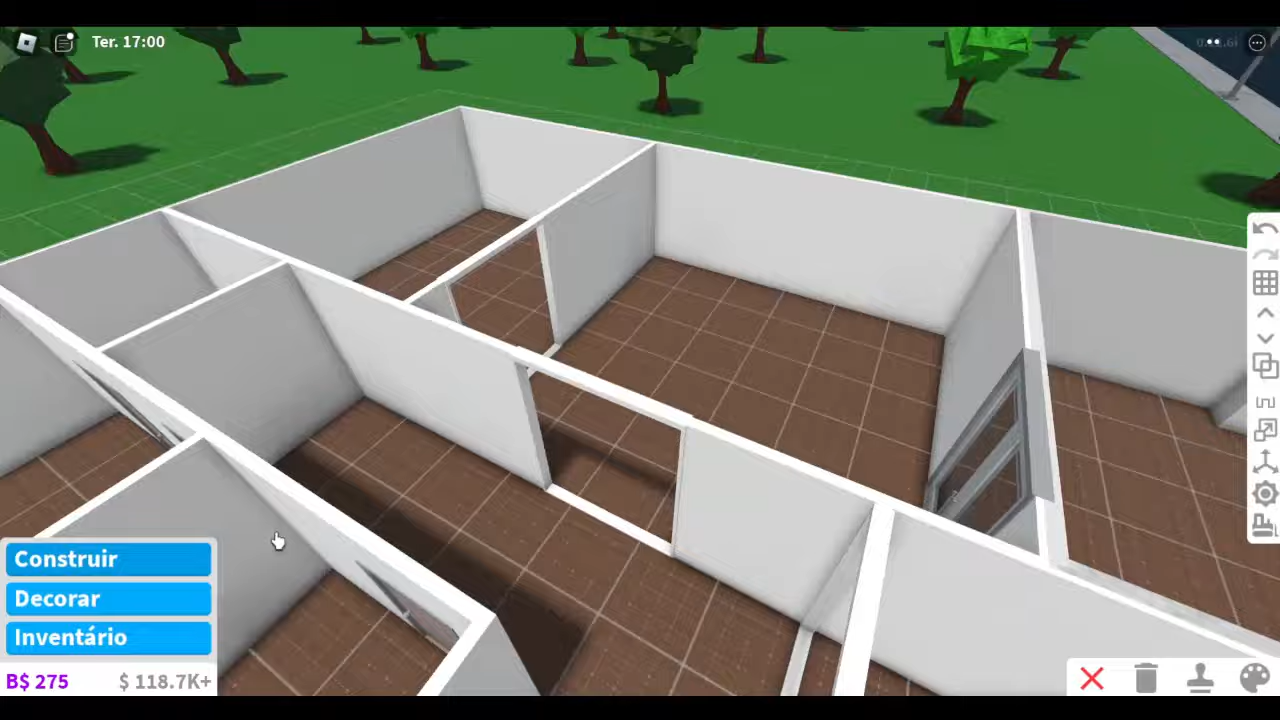 Ter. 17:00
Construir
Decorar
Inventário
B$ 275
$ 118.7K+